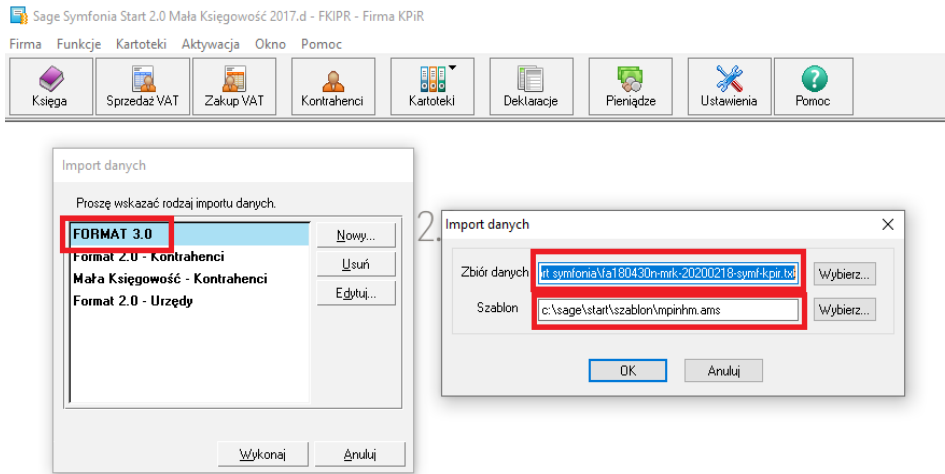 Sage Symfonia Start 2.0 Mała Księgowość 2017.d - FKIPR - Firma KPiR
Firma Funkcje Kartoteki Aktywacja Okno Pomoc
Księga Sprzedaż VAT Zakup VAT Kontrahenci Kartoteki Deklaracje Pieniądze Ustawienia Pomoc
Import danych
Proszę wskazać rodzaj importu danych.
FORMAT 3.0
Format 2.0 - Kontrahenci
Mała Księgowość - Kontrahenci
Format 2.0 - Urzędy
Nowy...
Usuń
Edytuj...
Wykonaj Anuluj
2.
Import danych
Zbiór danych rt symfonia\fa180430n-mrk-20200218-symf-kpir.txt Wybierz...
Szablon c:\sage\start\szablon\mpinhm.ams Wybierz...
OK Anuluj